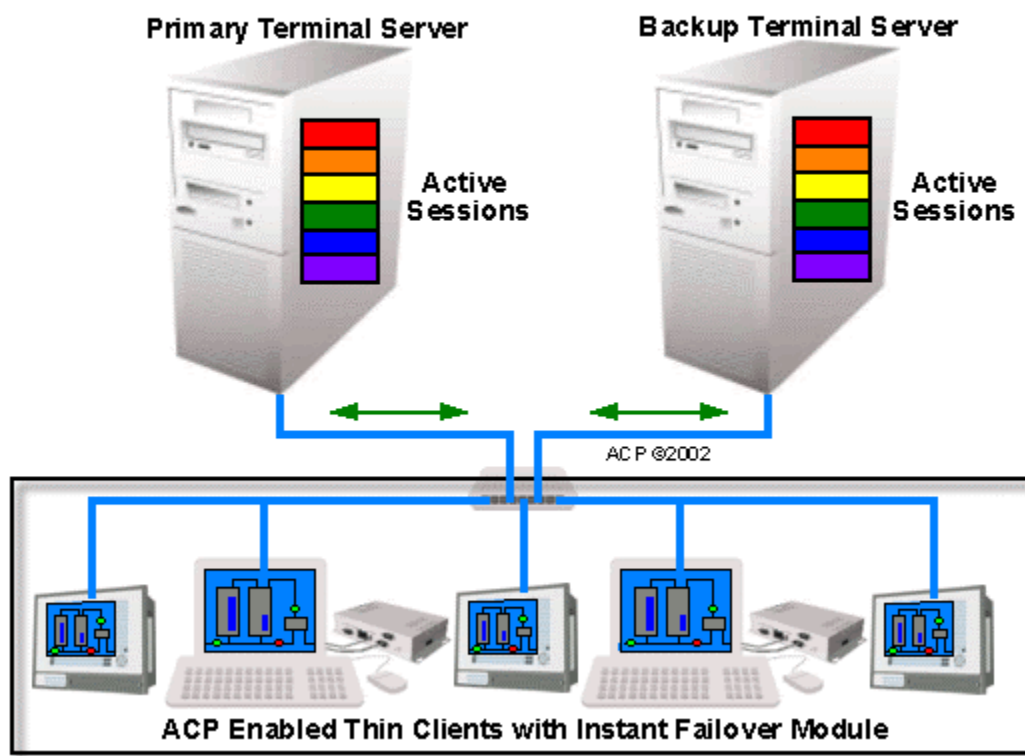 Primary Terminal Server
Backup Terminal Server
Active
Sessions
Active
Sessions
ACP ©2002
ACP Enabled Thin Clients with Instant Failover Module